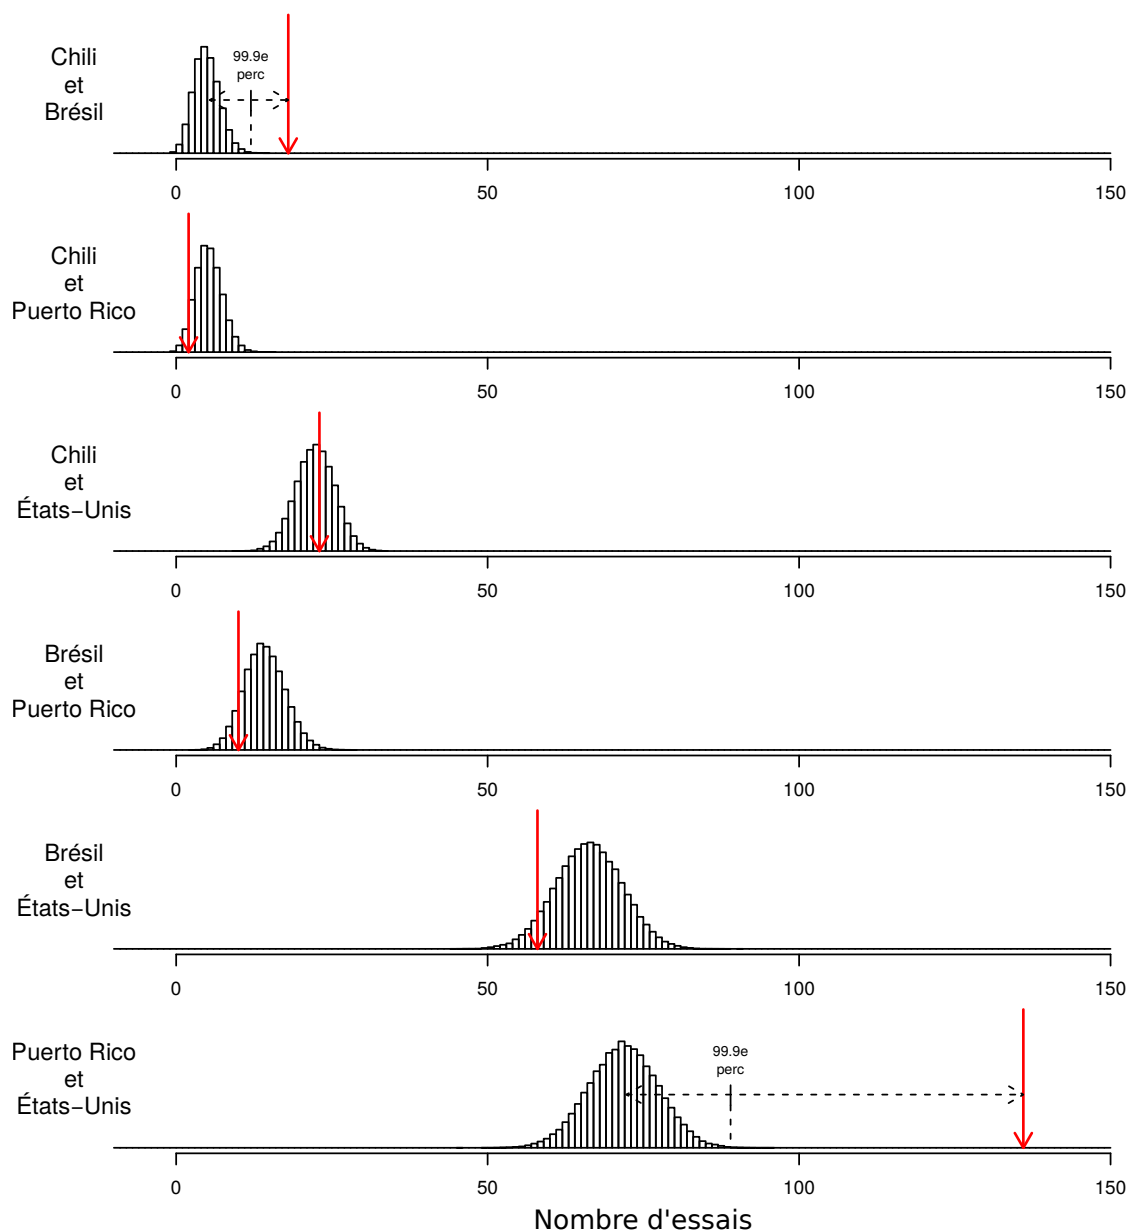 Chili
et
Brésil
99.9e
perc
0 50 100 150
Chili
et
Puerto Rico
0 50 100 150
Chili
et
États−Unis
0 50 100 150
Brésil
et
Puerto Rico
0 50 100 150
Brésil
et
États−Unis
0 50 100 150
Puerto Rico
et
États−Unis
99.9e
perc
0 50 100 150
Nombre d'essais